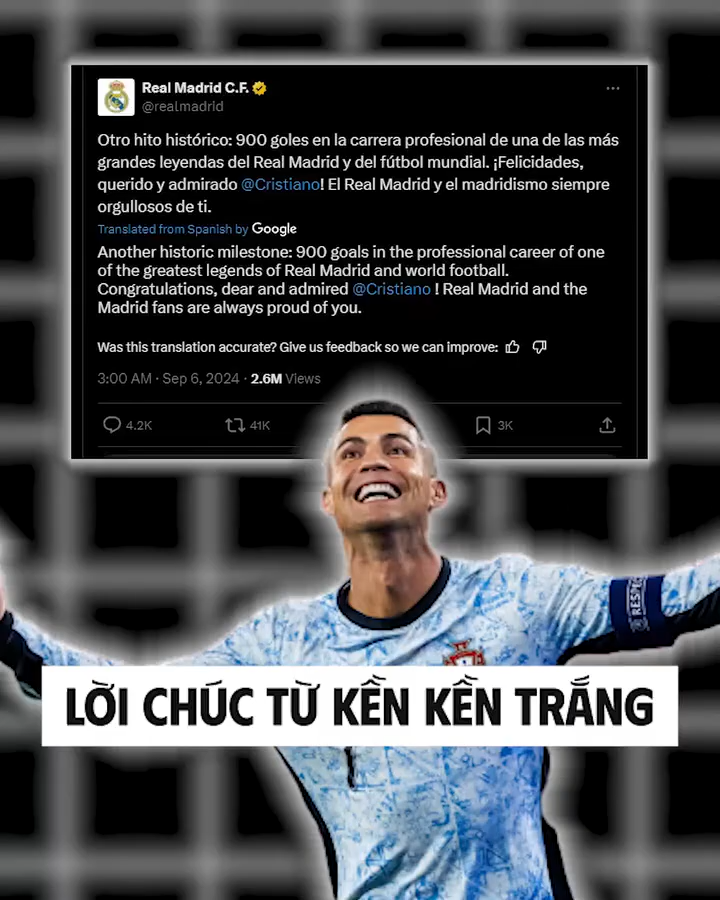 Real Madrid C.F.
@realmadrid
Otro hito histórico: 900 goles en la carrera profesional de una de las más
grandes leyendas del Real Madrid y del fútbol mundial. ¡Felicidades,
querido y admirado @Cristiano! El Real Madrid y el madridismo siempre
orgullosos de ti.
Translated from Spanish by Google
Another historic milestone: 900 goals in the professional career of one
of the greatest legends of Real Madrid and world football.
Congratulations, dear and admired @Cristiano ! Real Madrid and the
Madrid fans are always proud of you.
Was this translation accurate? Give us feedback so we can improve:
3:00 AM · Sep 6, 2024 · 2.6M Views
4.2K 41K 3K
RESPECT
LỜI CHÚC TỪ KỀN KỀN TRẮNG